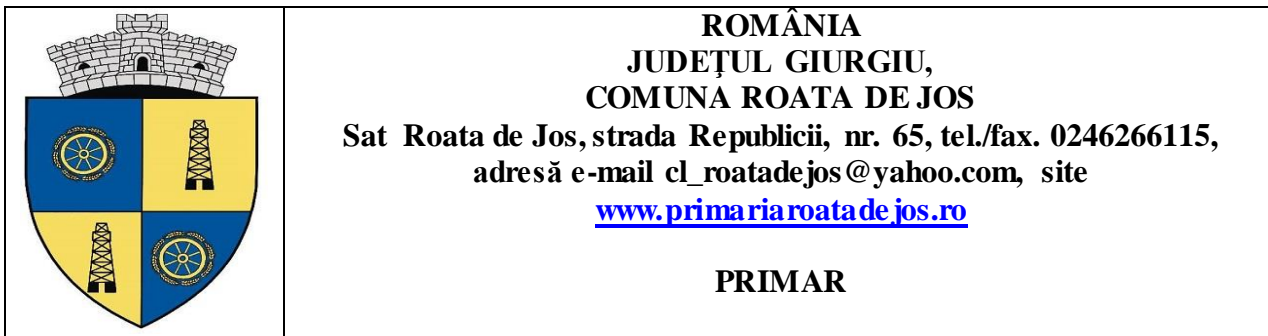 ROMÂNIA
JUDEŢUL GIURGIU,
COMUNA ROATA DE JOS
Sat Roata de Jos, strada Republicii, nr. 65, tel./fax. 0246266115,
adresă e-mail cl_roatadejos@yahoo.com, site
www.primariaroatadejos.ro
PRIMAR